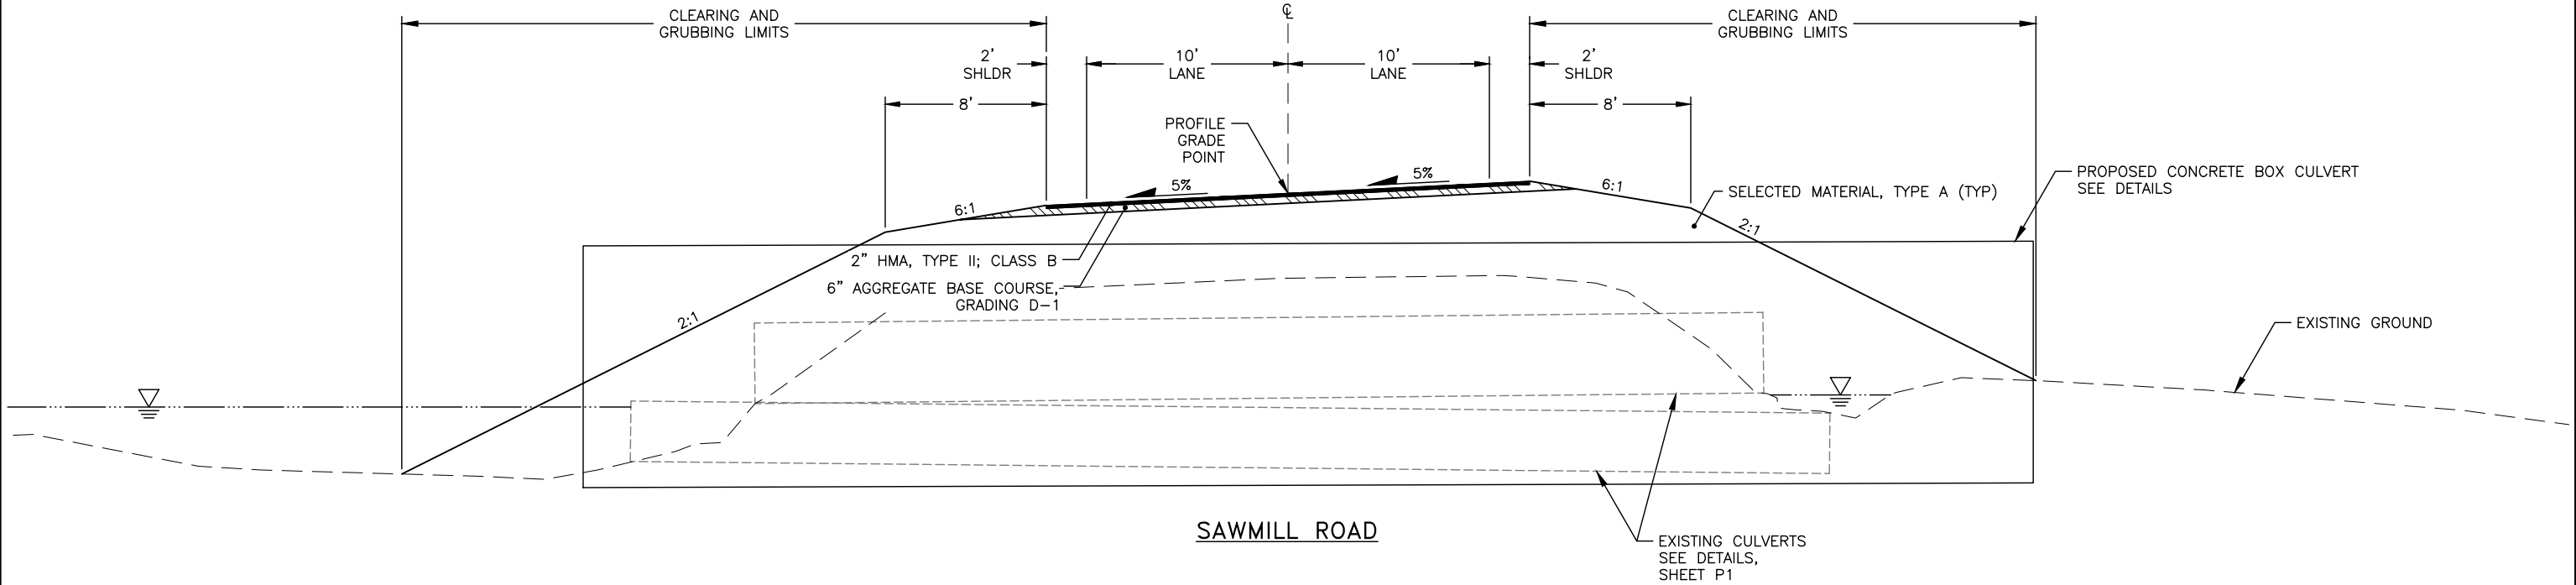 CLEARING AND
GRUBBING LIMITS
℄
CLEARING AND
GRUBBING LIMITS
2'
SHLDR
10'
LANE
10'
LANE
2'
SHLDR
8'
8'
PROFILE
GRADE
POINT
5%
5%
6:1
6:1
PROPOSED CONCRETE BOX CULVERT
SEE DETAILS
SELECTED MATERIAL, TYPE A (TYP)
2:1
2" HMA, TYPE II; CLASS B
6" AGGREGATE BASE COURSE,
GRADING D-1
2:1
EXISTING GROUND
SAWMILL ROAD
EXISTING CULVERTS
SEE DETAILS,
SHEET P1